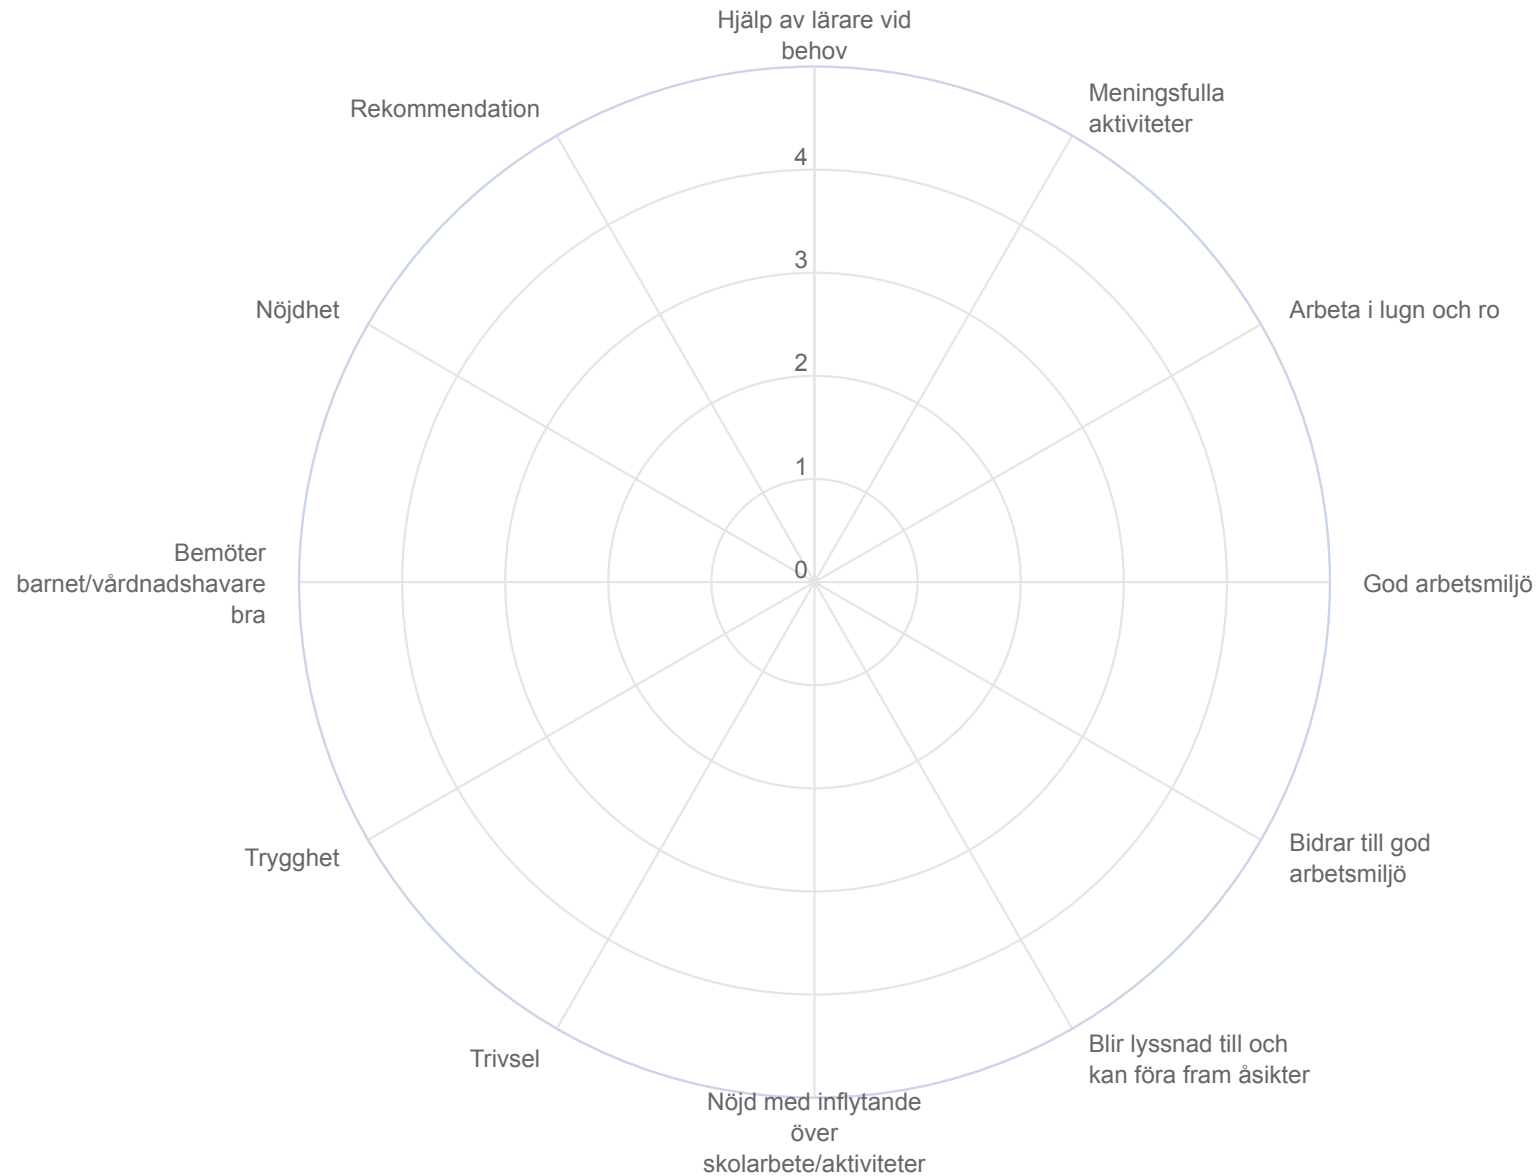 Hjälp av lärare vid
behov
Meningsfulla
aktiviteter
Arbeta i lugn och ro
God arbetsmiljö
Bidrar till god
arbetsmiljö
Blir lyssnad till och
kan föra fram åsikter
Nöjd med inflytande
över
skolarbete/aktiviteter
Trivsel
Trygghet
Bemöter
barnet/vårdnadshavare
bra
Nöjdhet
Rekommendation
4
3
2
1
0